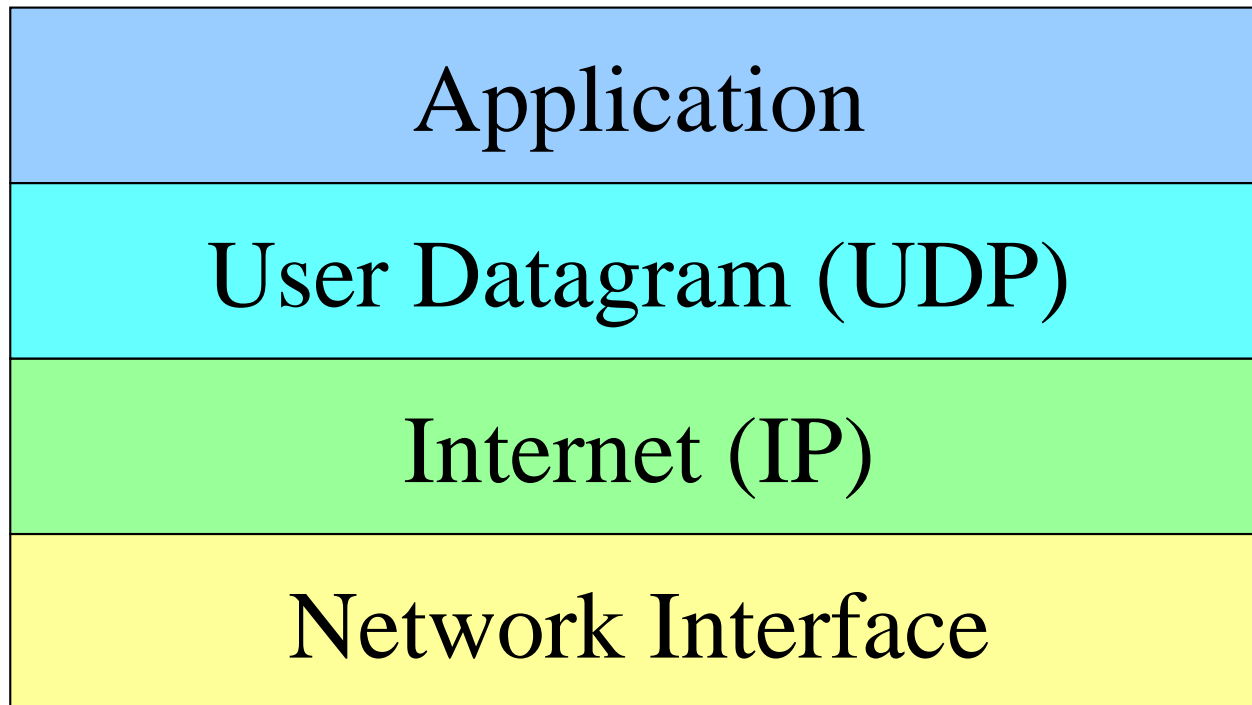 Application
User Datagram (UDP)
Internet (IP)
Network Interface